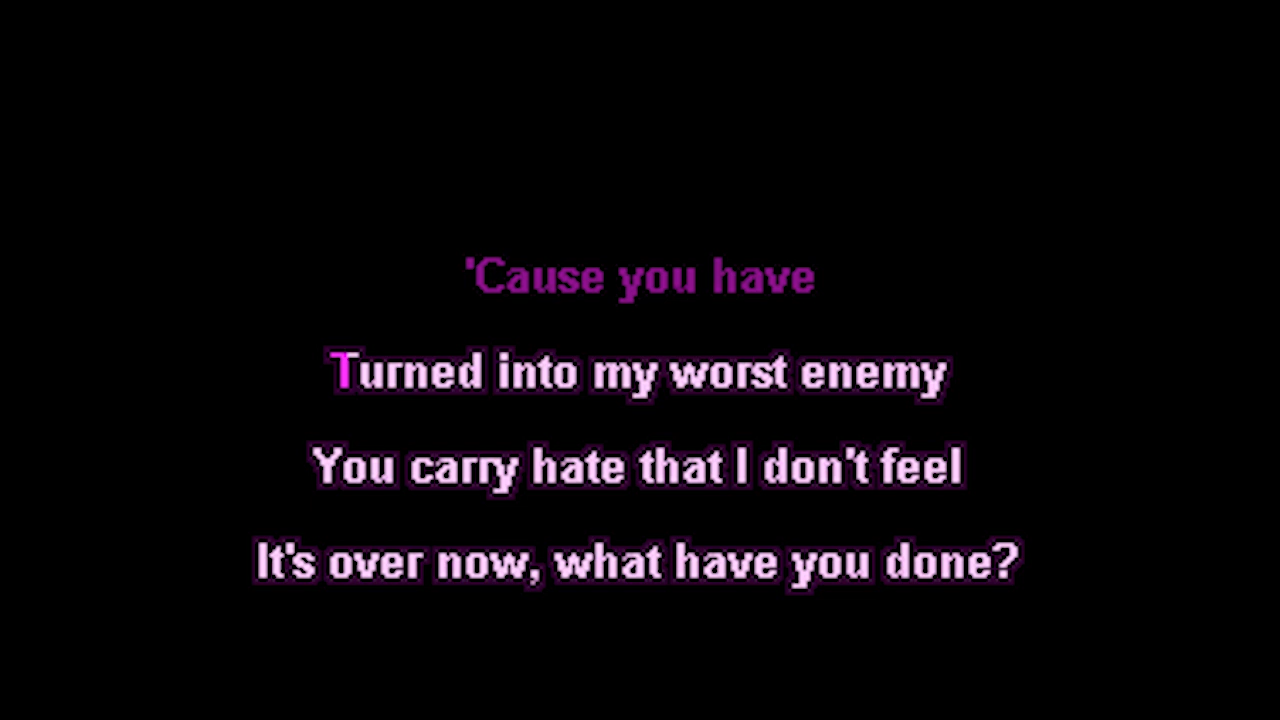 'Cause you have
Turned into my worst enemy
You carry hate that I don't feel
It's over now, what have you done?